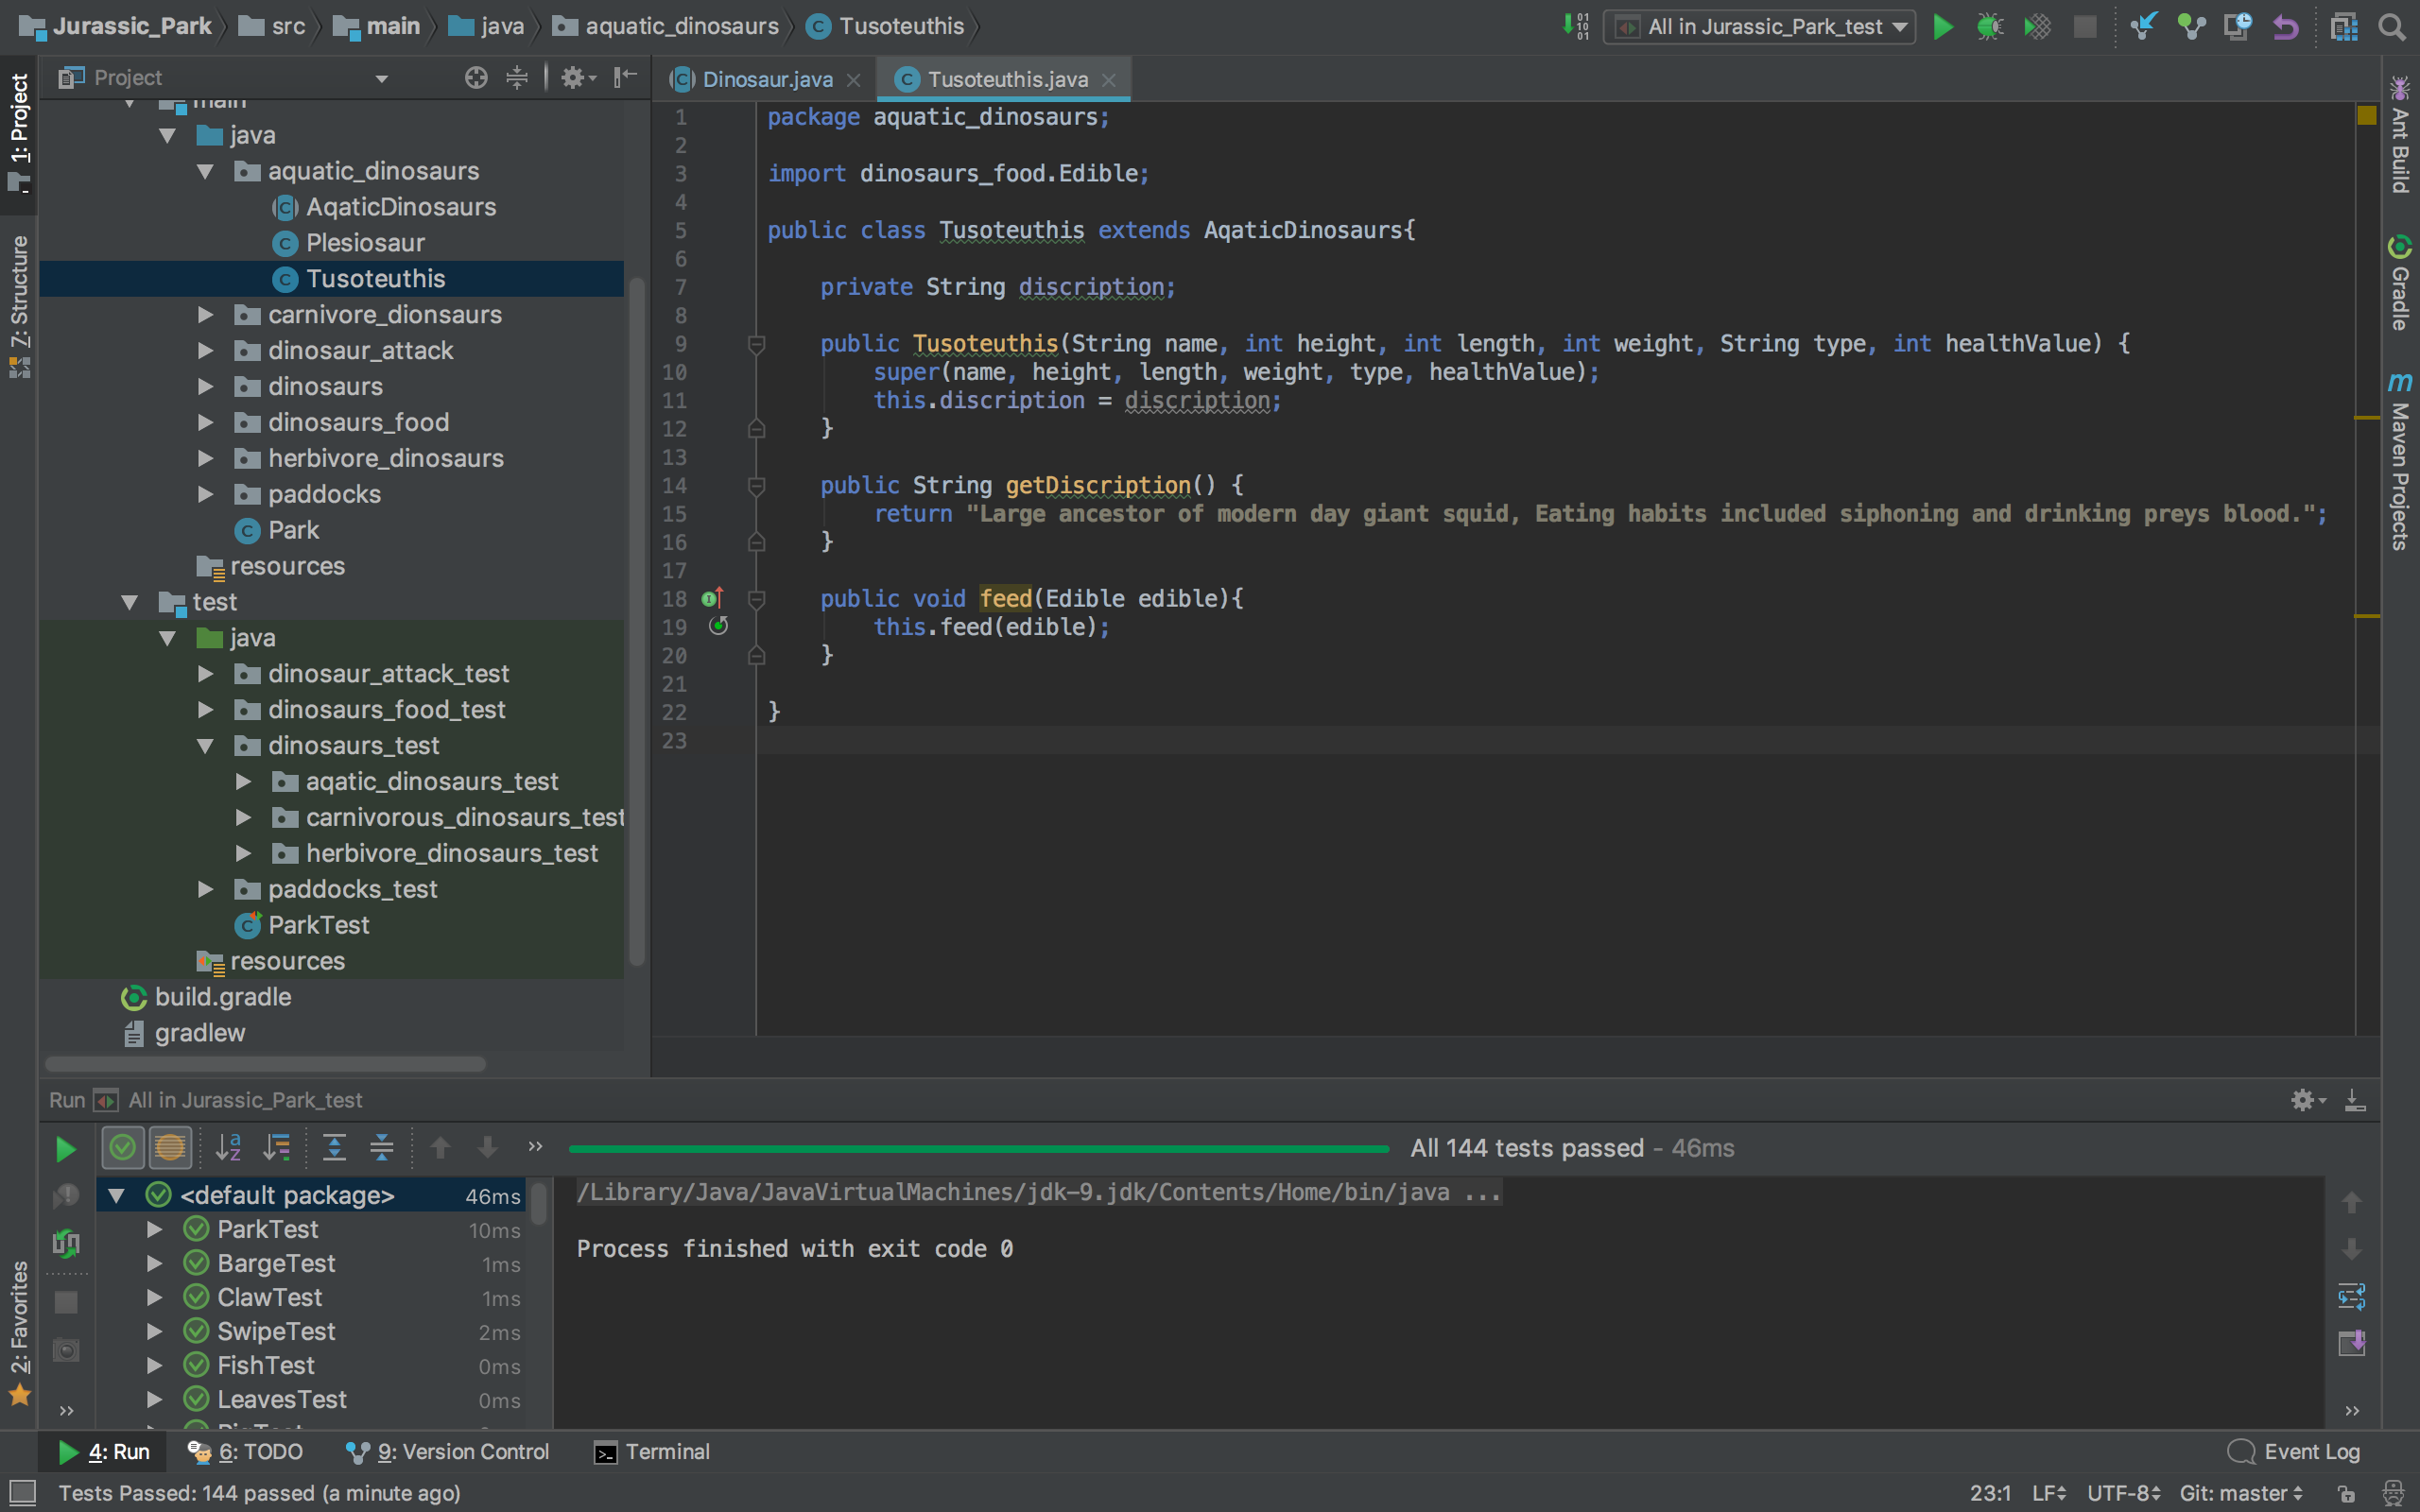 Jurassic_Park src main java aquatic_dinosaurs Tusoteuthis
All in Jurassic_Park_test
1: Project
Z: Structure
2: Favorites
Project
main
java
aquatic_dinosaurs
AqaticDinosaurs
Plesiosaur
Tusoteuthis
carnivore_dionsaurs
dinosaur_attack
dinosaurs
dinosaurs_food
herbivore_dinosaurs
paddocks
Park
resources
test
java
dinosaur_attack_test
dinosaurs_food_test
dinosaurs_test
aqatic_dinosaurs_test
carnivorous_dinosaurs_test
herbivore_dinosaurs_test
paddocks_test
ParkTest
resources
build.gradle
gradlew
Dinosaur.java Tusoteuthis.java
1 package aquatic_dinosaurs;
2
3 import dinosaurs_food.Edible;
4
5 public class Tusoteuthis extends AqaticDinosaurs{
6
7 private String discription;
8
9 public Tusoteuthis(String name, int height, int length, int weight, String type, int healthValue) {
10 super(name, height, length, weight, type, healthValue);
11 this.discription = discription;
12 }
13
14 public String getDiscription() {
15 return "Large ancestor of modern day giant squid, Eating habits included siphoning and drinking preys blood.";
16 }
17
18 public void feed(Edible edible){
19 this.feed(edible);
20 }
21
22 }
23
Ant Build
Gradle
Maven Projects
Run All in Jurassic_Park_test
All 144 tests passed - 46ms
<default package> 46ms
ParkTest 10ms
BargeTest 1ms
ClawTest 1ms
SwipeTest 2ms
FishTest 0ms
LeavesTest 0ms
/Library/Java/JavaVirtualMachines/jdk-9.jdk/Contents/Home/bin/java ...
Process finished with exit code 0
4: Run 6: TODO 9: Version Control Terminal Event Log
Tests Passed: 144 passed (a minute ago) 23:1 LF UTF-8 Git: master